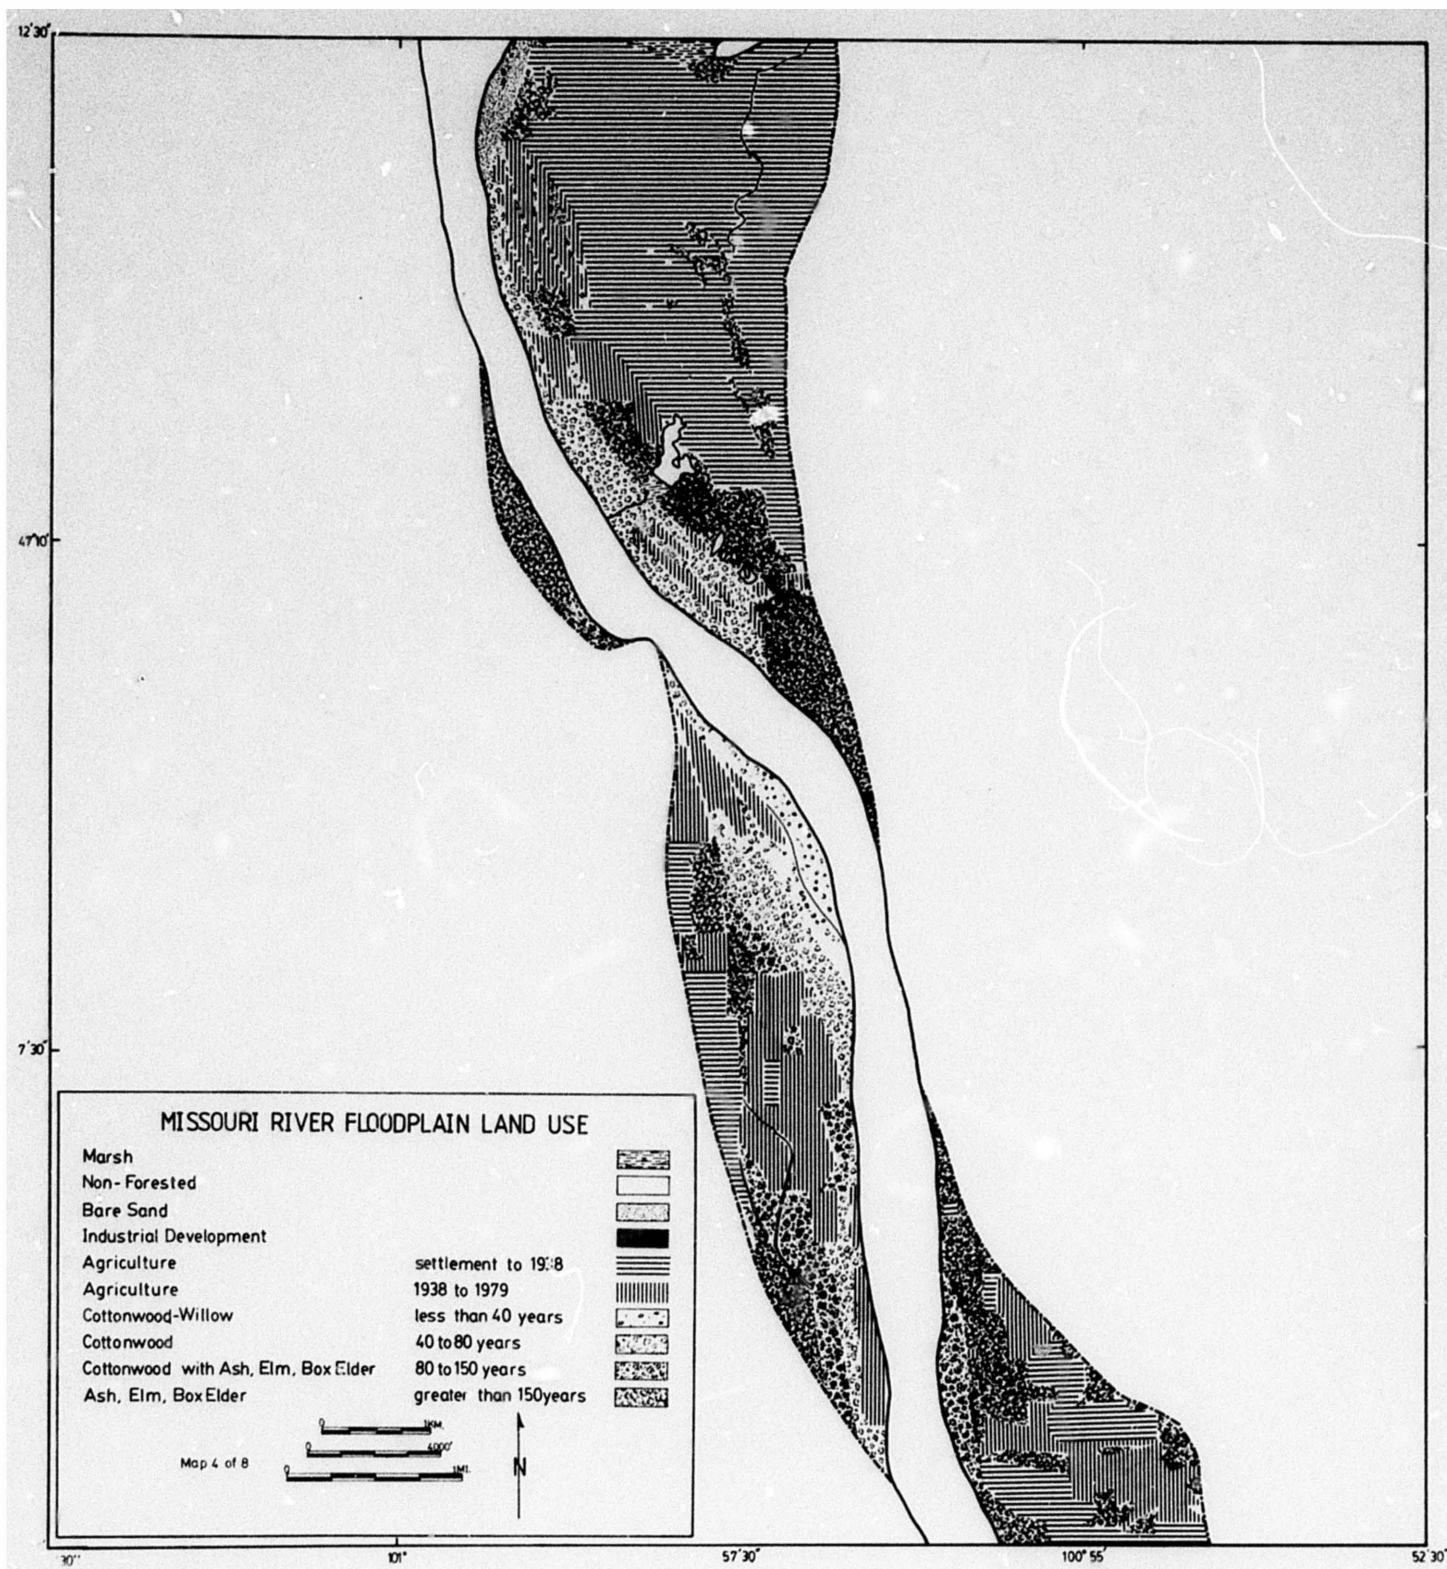 12'30"
47°10'
7'30"
MISSOURI RIVER FLOODPLAIN LAND USE
Marsh
Non-Forested
Bare Sand
Industrial Development
Agriculture settlement to
Agriculture 1938 to 1979
Cottonwood-Willow less than 40 years
Cottonwood 40 to 80 years
Cottonwood with Ash, Elm, Box Elder 80 to 150 years
Ash, Elm, Box Elder greater than 150 years
0 1KM.
0 4000'
Map 4 of 8
0 1MI.
N
101° 57'30" 100°55' 52'30"